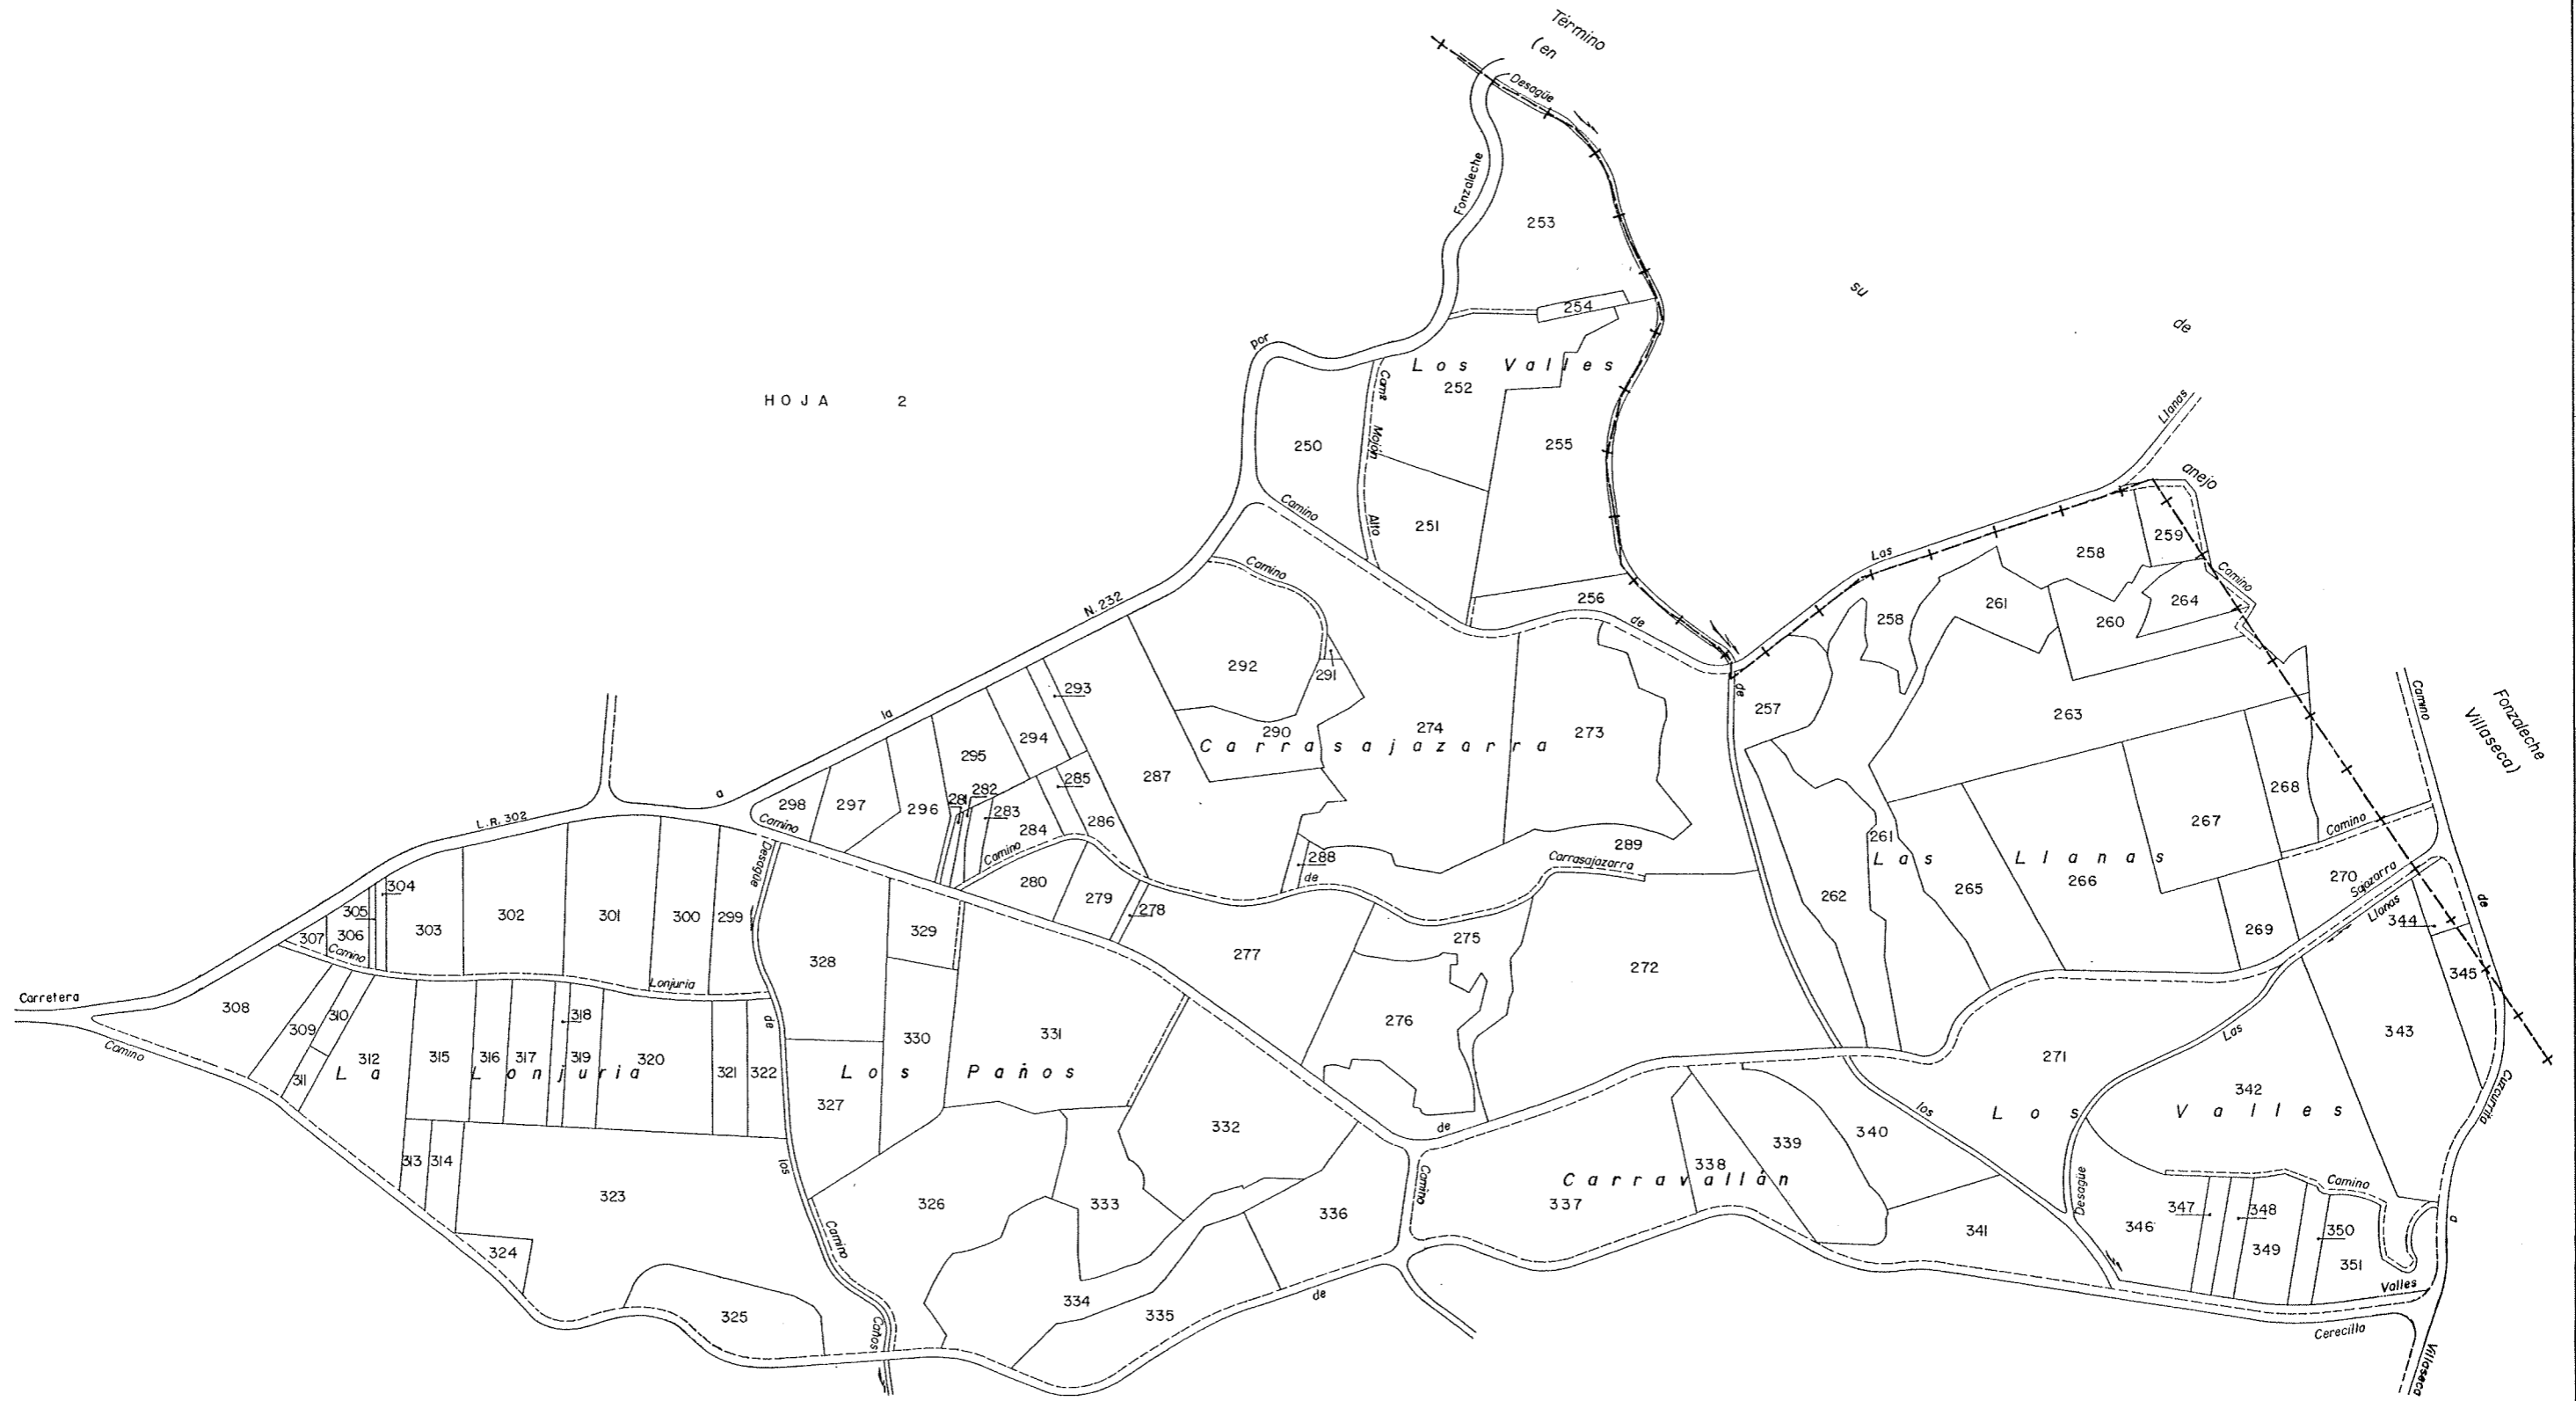 Término
(en
Desagüe
Fonzaleche
253
su
254
de
por
Los Valles
Camº
252
HOJA 2
Llanas
Mojón
250
255
anejo
Camino
Alto
251
259
Las
258
Camino
Camino
256
261
264
N. 232
258
260
de
292
291
293
de
257
Camino
Fonzaleche
Villaseca)
la
263
274
273
290
294
Carrasajazarra
295
287
285
268
a
282
281
298
297
296
283
267
L.R. 302
Camino
286
284
Camino
261
289
Camino
288
Carrasajazarra
Las Llanas
Desagüe
de
270
Sajazarra
304
280
266
265
262
279
278
Llanas
de
305
302
301
300
299
344
303
329
269
306
307
275
Camino
277
328
272
345
Lonjuria
Carretera
308
310
318
de
276
309
330
331
343
Las
Camino
312
315
316
317
319
320
271
La Lonjuria
321
322
Los Paños
311
342
327
Cuzcurrita
los
Los Valles
332
de
340
339
313
314
los
338
Camino
Carravallán
Desagüe
Camino
323
326
333
337
347
348
336
a
346
341
350
Camino
324
349
351
Valles
334
de
335
325
Caños
Cerecilla
Villaseca